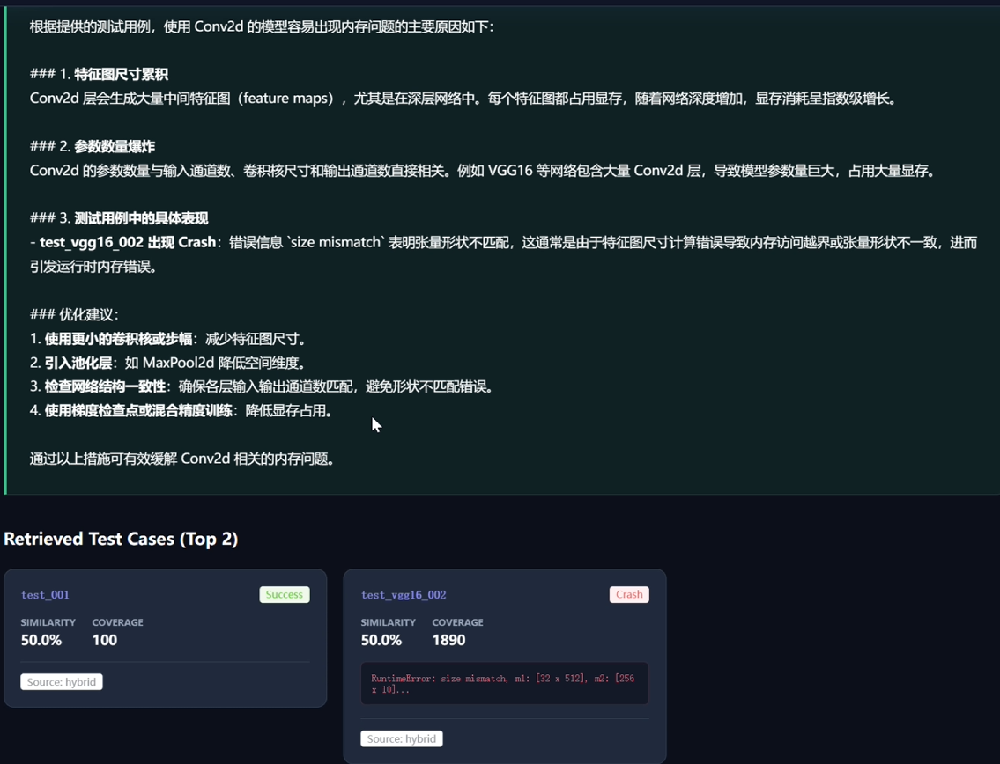 根据提供的测试用例，使用 Conv2d 的模型容易出现内存问题的主要原因如下：
### 1. 特征图尺寸累积
Conv2d 层会生成大量中间特征图（feature maps），尤其是在深层网络中。每个特征图都占用显存，随着网络深度增加，显存消耗呈指数级增长。
### 2. 参数数量爆炸
Conv2d 的参数数量与输入通道数、卷积核尺寸和输出通道数直接相关。例如 VGG16 等网络包含大量 Conv2d 层，导致模型参数量巨大，占用大量显存。
### 3. 测试用例中的具体表现
- test_vgg16_002 出现 Crash：错误信息 `size mismatch` 表明张量形状不匹配，这通常是由于特征图尺寸计算错误导致内存访问越界或张量形状不一致，进而
引发运行时内存错误。
### 优化建议：
1. 使用更小的卷积核或步幅：减少特征图尺寸。
2. 引入池化层：如 MaxPool2d 降低空间维度。
3. 检查网络结构一致性：确保各层输入输出通道数匹配，避免形状不匹配错误。
4. 使用梯度检查点或混合精度训练：降低显存占用。
通过以上措施可有效缓解 Conv2d 相关的内存问题。
Retrieved Test Cases (Top 2)
test_001 Success
SIMILARITY COVERAGE
50.0% 100
Source: hybrid
test_vgg16_002 Crash
SIMILARITY COVERAGE
50.0% 1890
RuntimeError: size mismatch, m1: [32 x 512], m2: [256
x 10]...
Source: hybrid